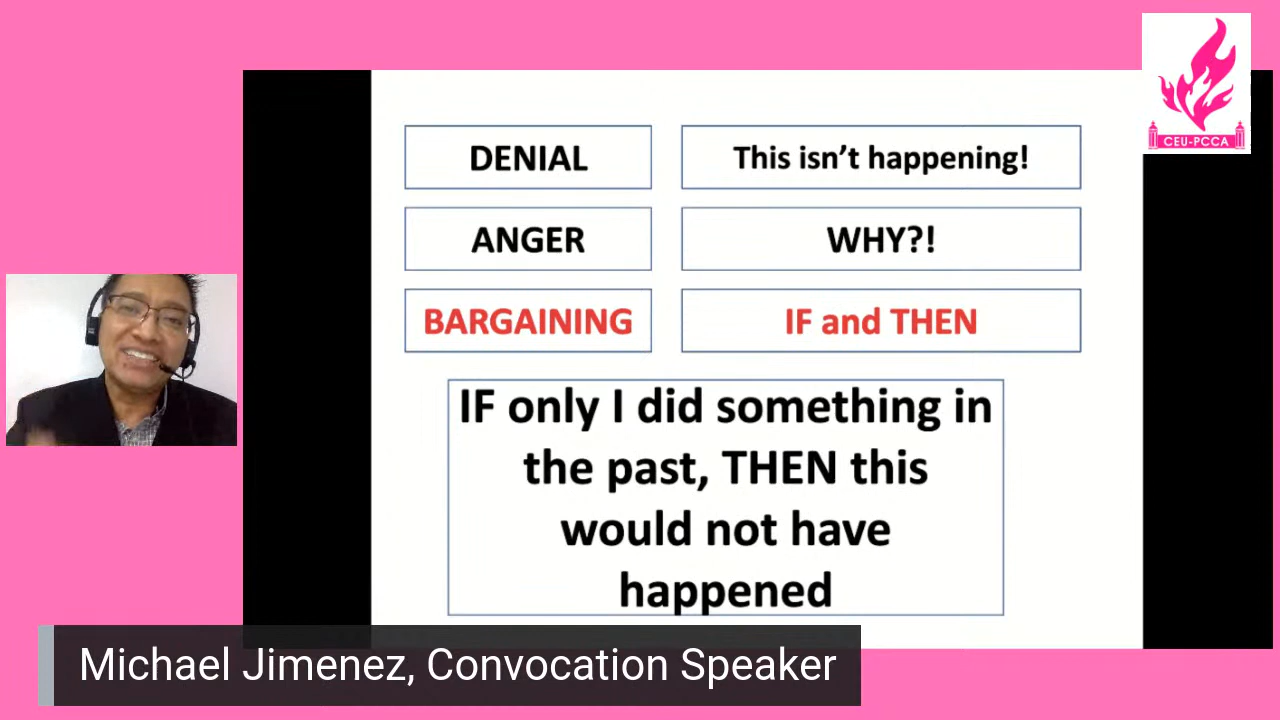 CEU-PCCA
DENIAL
This isn’t happening!
ANGER
WHY?!
BARGAINING
IF and THEN
IF only I did something in
the past, THEN this
would not have
happened
Michael Jimenez, Convocation Speaker